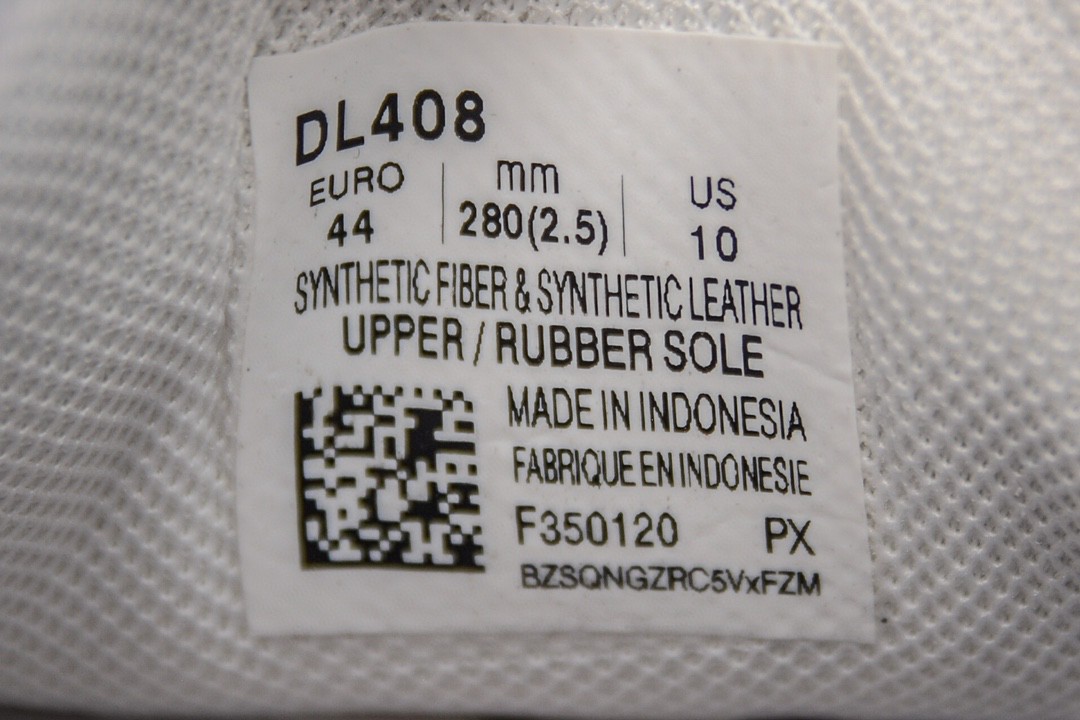 DL408
EURO mm US
44 280(2.5) 10
SYNTHETIC FIBER & SYNTHETIC LEATHER
UPPER / RUBBER SOLE
MADE IN INDONESIA
FABRIQUE EN INDONESIE
F350120 PX
BZSQNGZRC5VxFZM